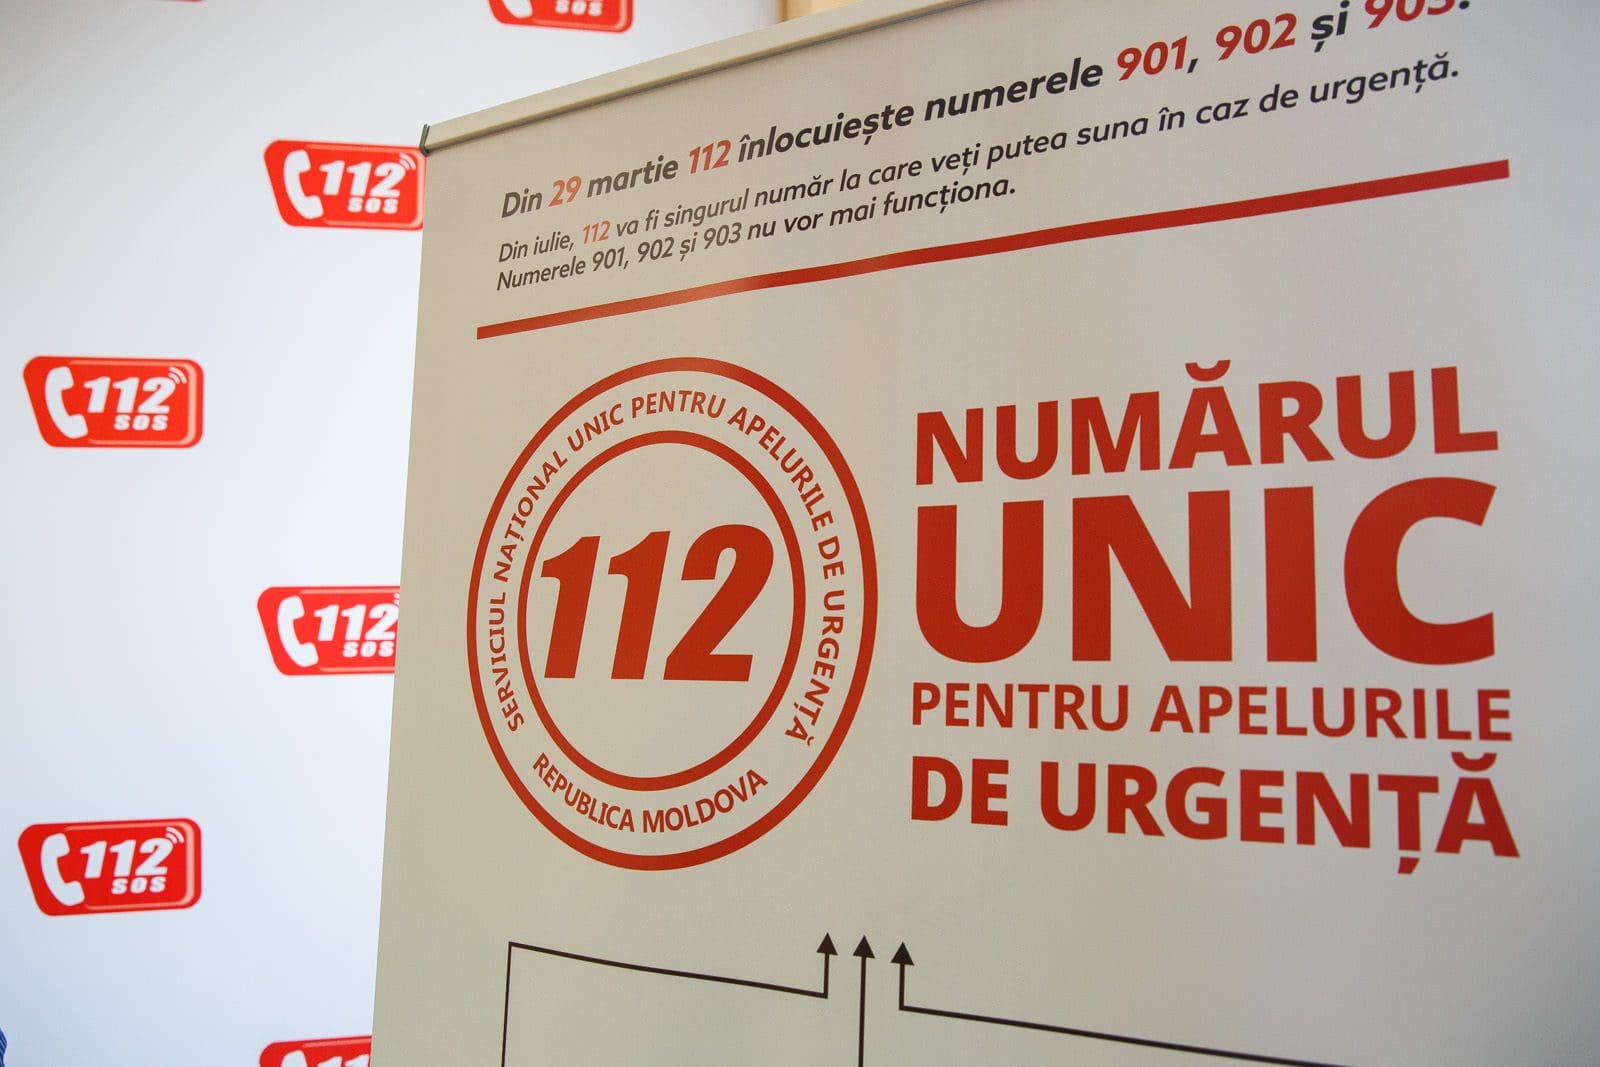 SOS
Din 29 martie 112 înlocuiește numerele 901, 902 și 903.
Din iulie, 112 va fi singurul număr la care veți putea suna în caz de urgență.
Numerele 901, 902 și 903 nu vor mai funcționa.
112
SOS
112
SOS
112
SOS
112
SOS
112
SERVICIUL NAȚIONAL UNIC PENTRU APELURILE DE URGENȚĂ
112
REPUBLICA MOLDOVA
NUMĂRUL
UNIC
PENTRU APELURILE
DE URGENȚĂ